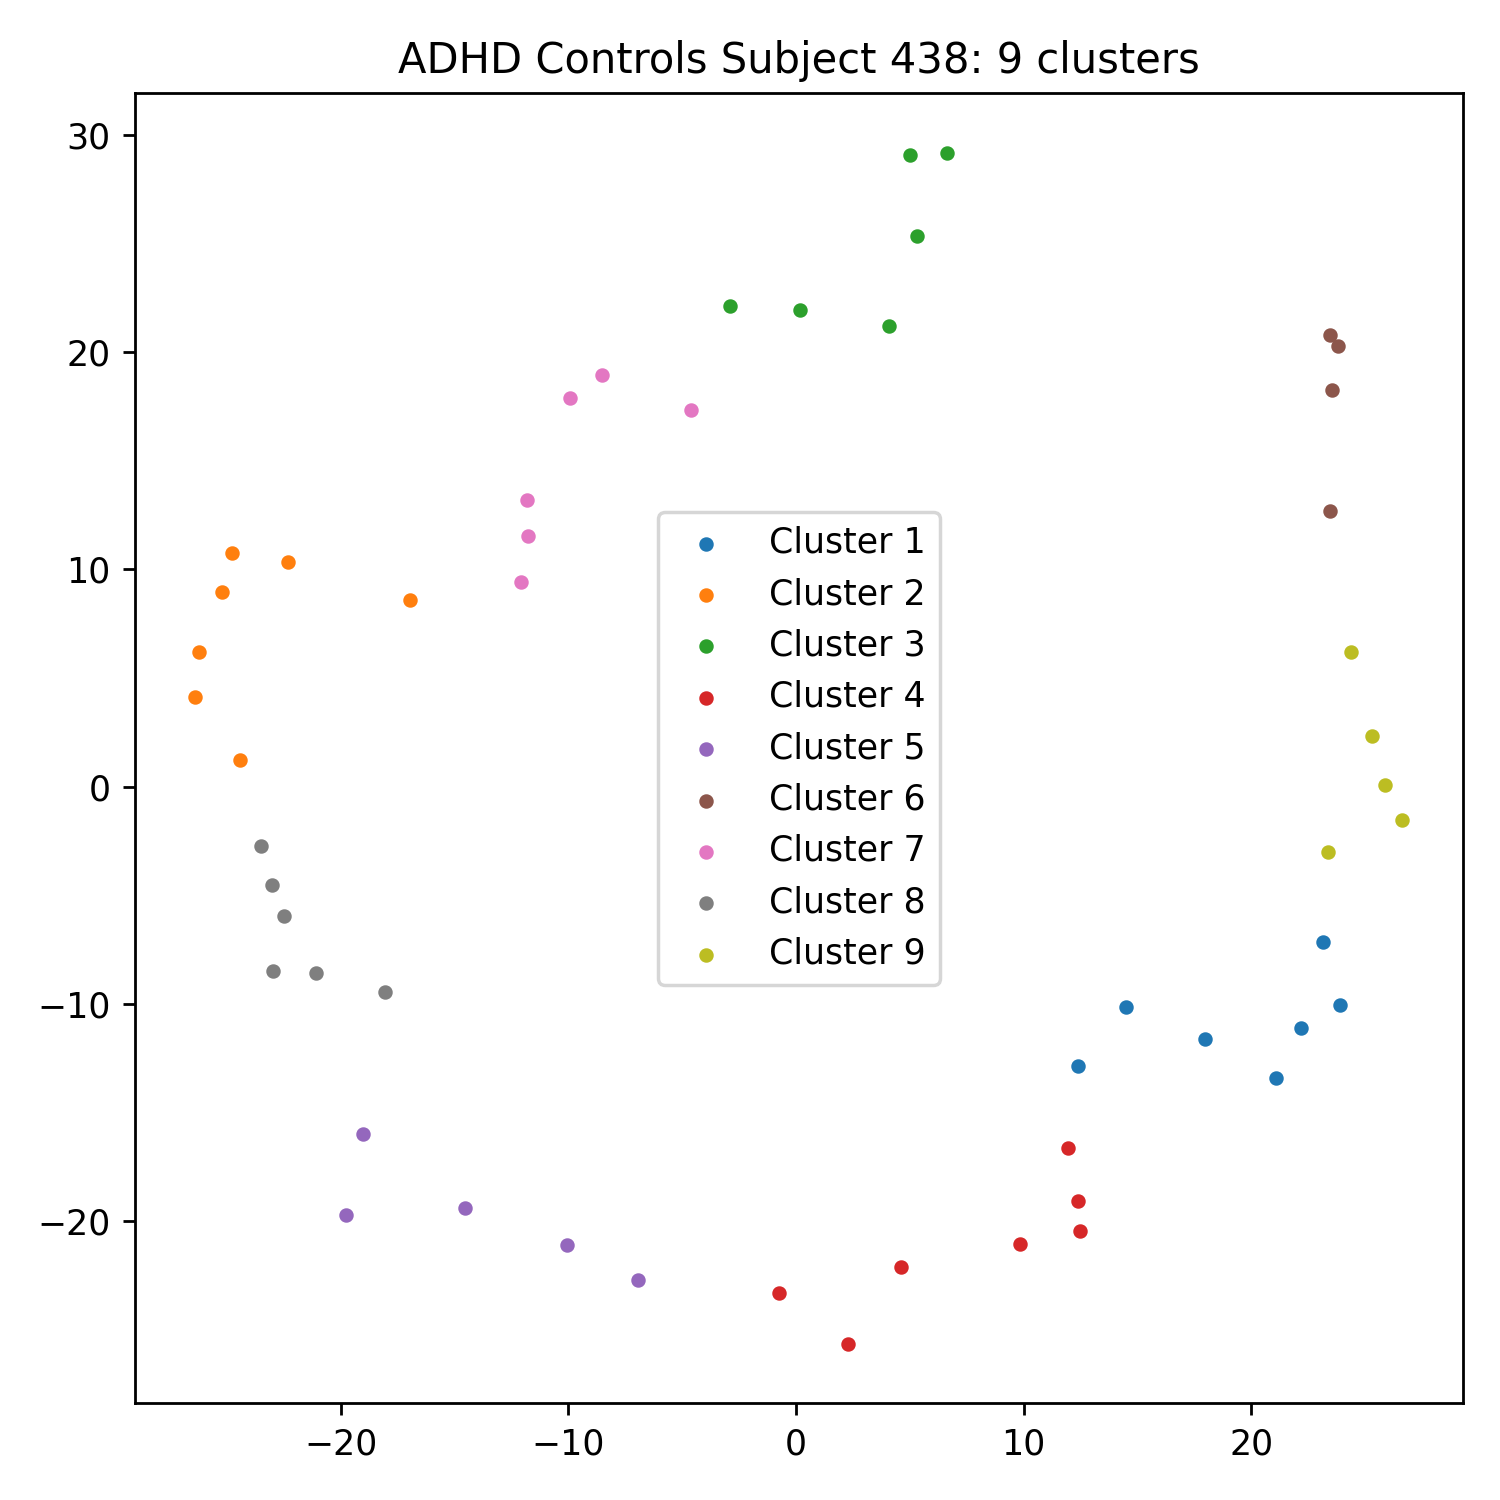 ADHD Controls Subject 438: 9 clusters
30
20
10
0
−10
−20
Cluster 1
Cluster 2
Cluster 3
Cluster 4
Cluster 5
Cluster 6
Cluster 7
Cluster 8
Cluster 9
−20 −10 0 10 20